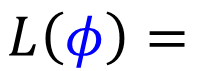 L(ϕ) =